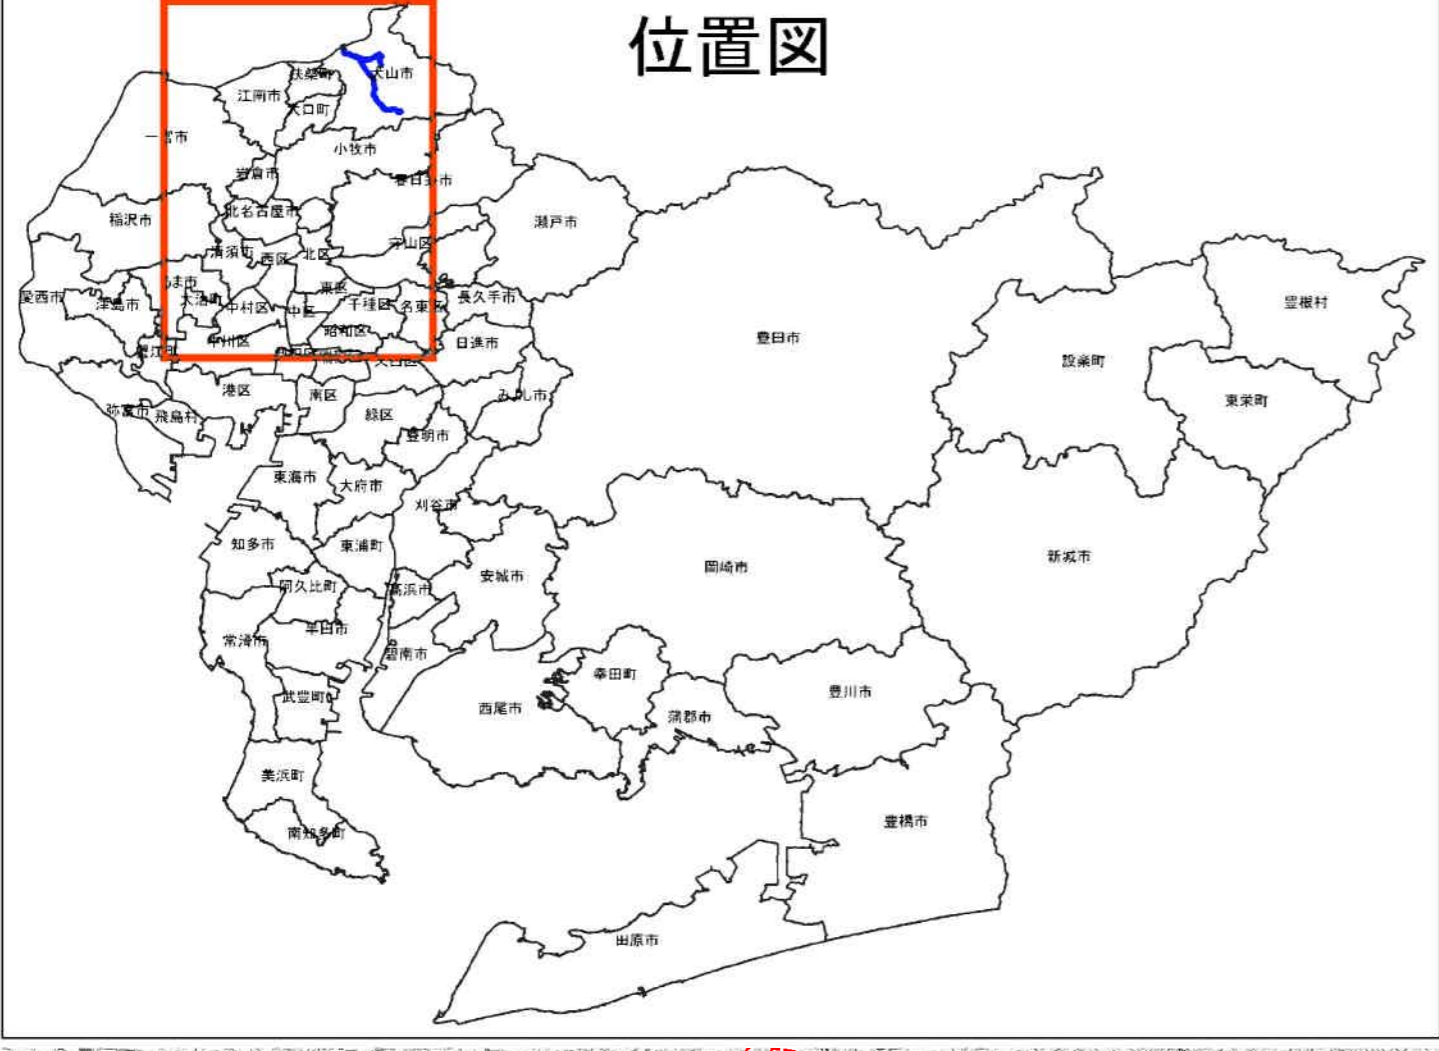 位置図
扶桑町
犬山市
江南市
大口町
一宮市
小牧市
岩倉市
春日井市
稲沢市
北名古屋市
瀬戸市
清須市
西区
北区
守山区
あま市
東区
愛西市
津島市
大治町
中村区
中区
千種区
名東区
長久手市
豊根村
昭和区
中川区
日進市
豊田市
蟹江町
設楽町
港区
南区
みよし市
東栄町
弥富市
飛島村
緑区
豊明市
東海市
大府市
刈谷市
知多市
東浦町
新城市
岡崎市
安城市
阿久比町
高浜市
半田市
常滑市
碧南市
幸田町
武豊町
豊川市
西尾市
蒲郡市
美浜町
豊橋市
南知多町
田原市